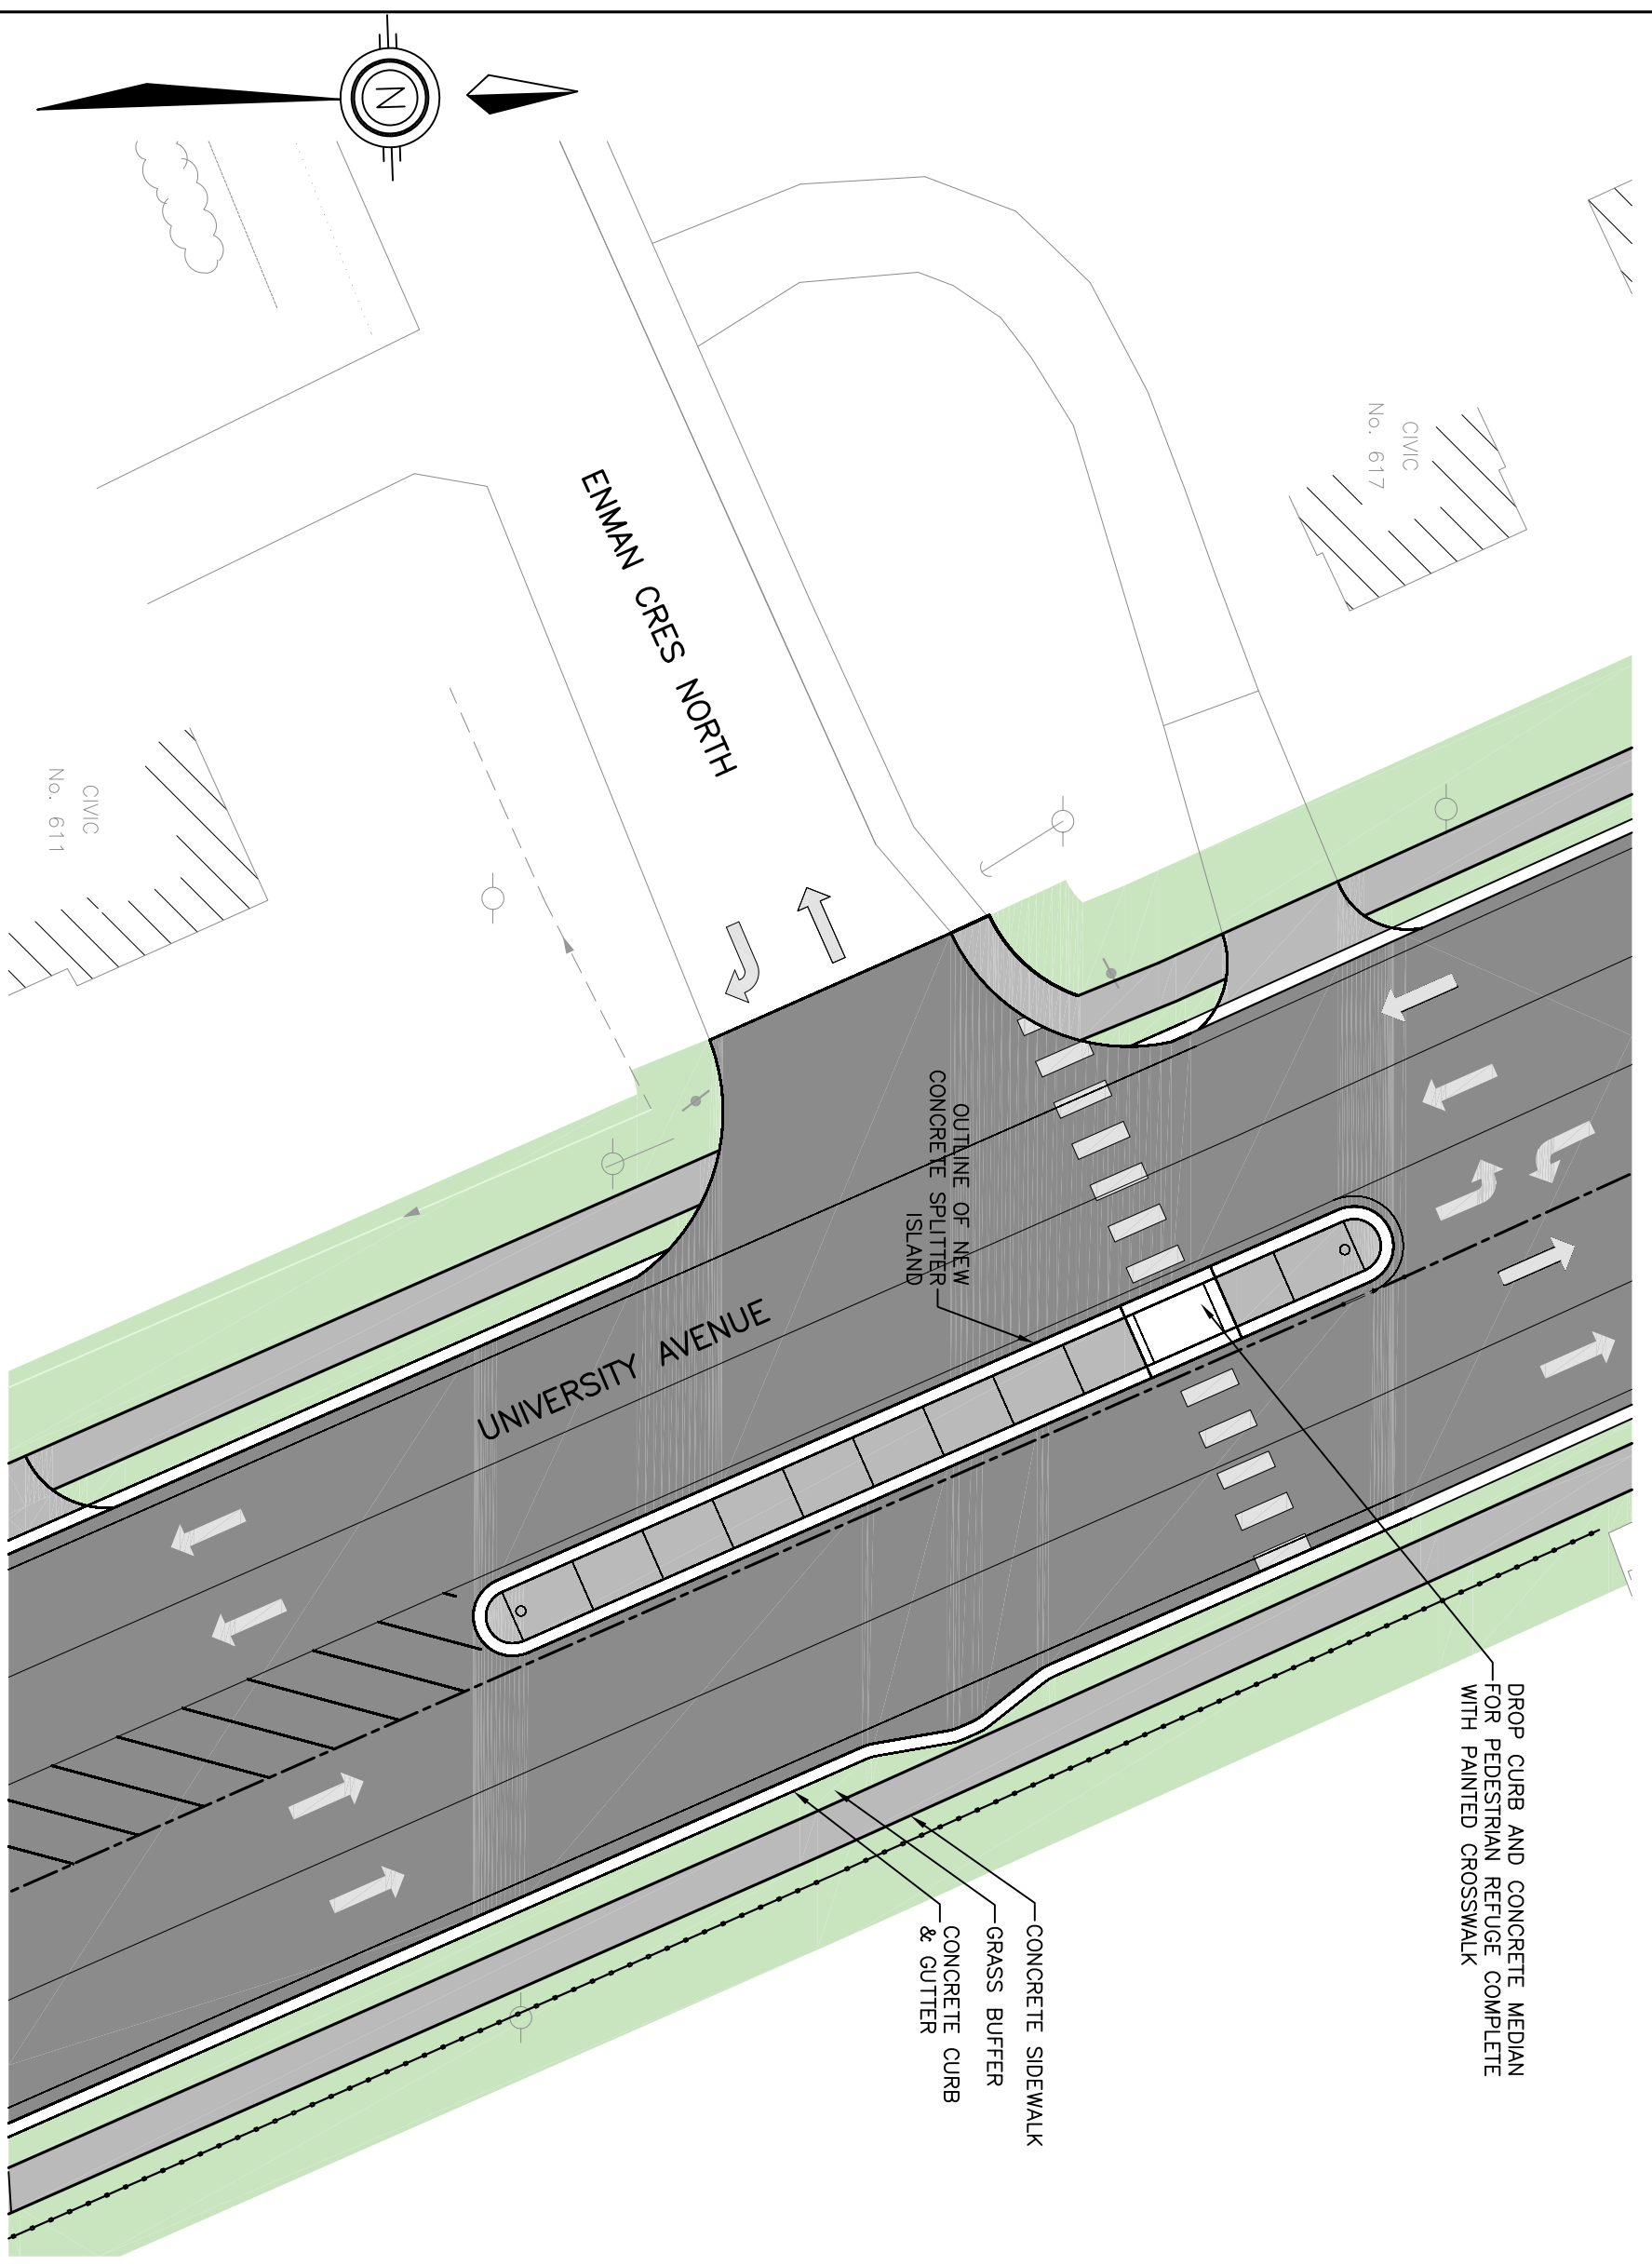 N
CIVIC
No. 617
ENMAN CRES NORTH
CIVIC
No. 611
OUTLINE OF NEW
CONCRETE SPLITTER
ISLAND
UNIVERSITY AVENUE
DROP CURB AND CONCRETE MEDIAN
FOR PEDESTRIAN REFUGE COMPLETE
WITH PAINTED CROSSWALK
CONCRETE SIDEWALK
GRASS BUFFER
CONCRETE CURB
& GUTTER